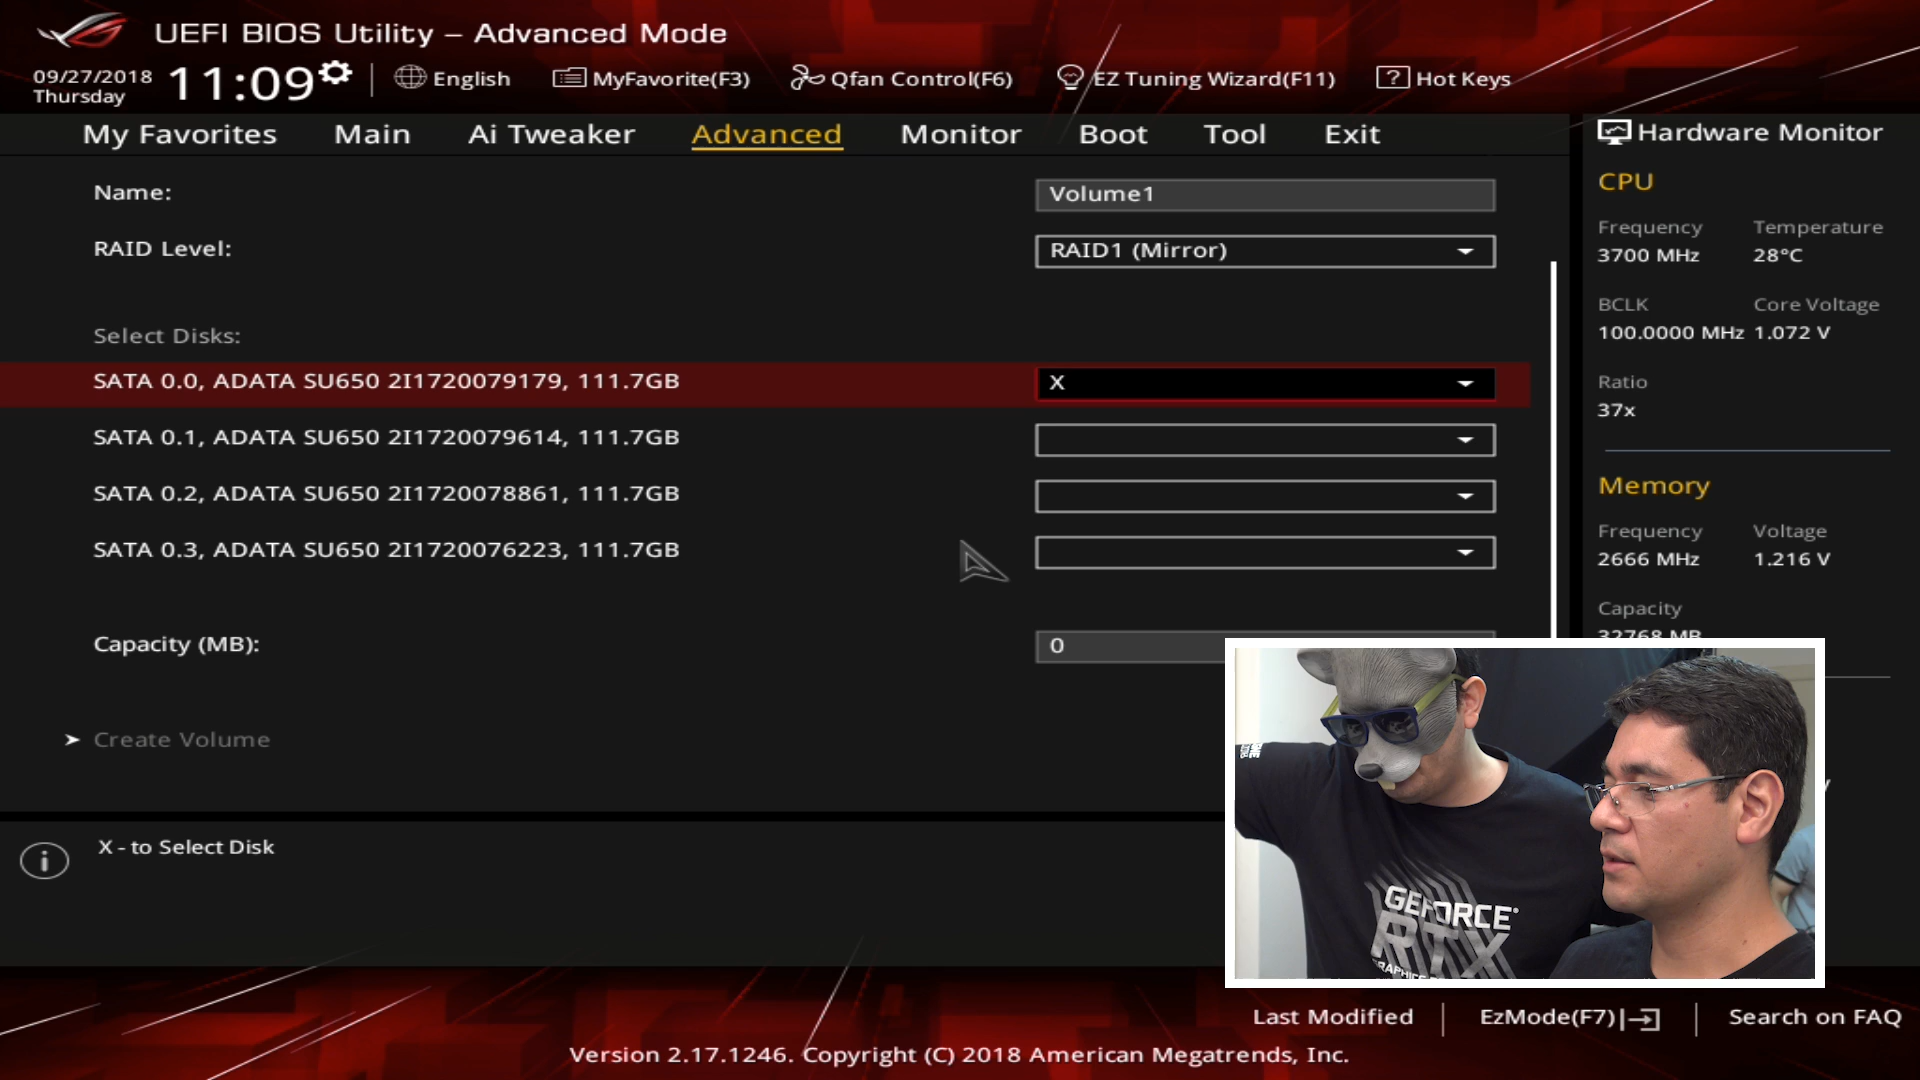 UEFI BIOS Utility – Advanced Mode
09/27/2018
Thursday
11:09
English
MyFavorite(F3)
Qfan Control(F6)
EZ Tuning Wizard(F11)
? Hot Keys
My Favorites Main Ai Tweaker Advanced Monitor Boot Tool Exit
Hardware Monitor
Name: Volume1
RAID Level: RAID1 (Mirror)
Select Disks:
SATA 0.0, ADATA SU650 2I1720079179, 111.7GB X
SATA 0.1, ADATA SU650 2I1720079614, 111.7GB
SATA 0.2, ADATA SU650 2I1720078861, 111.7GB
SATA 0.3, ADATA SU650 2I1720076223, 111.7GB
Capacity (MB): 0
Create Volume
X - to Select Disk
CPU
Frequency Temperature
3700 MHz 28°C
BCLK Core Voltage
100.0000 MHz 1.072 V
Ratio
37x
Memory
Frequency Voltage
2666 MHz 1.216 V
Capacity
32768 MB
GEFORCE®
RTX
Last Modified
EzMode(F7)
Search on FAQ
Version 2.17.1246. Copyright (C) 2018 American Megatrends, Inc.